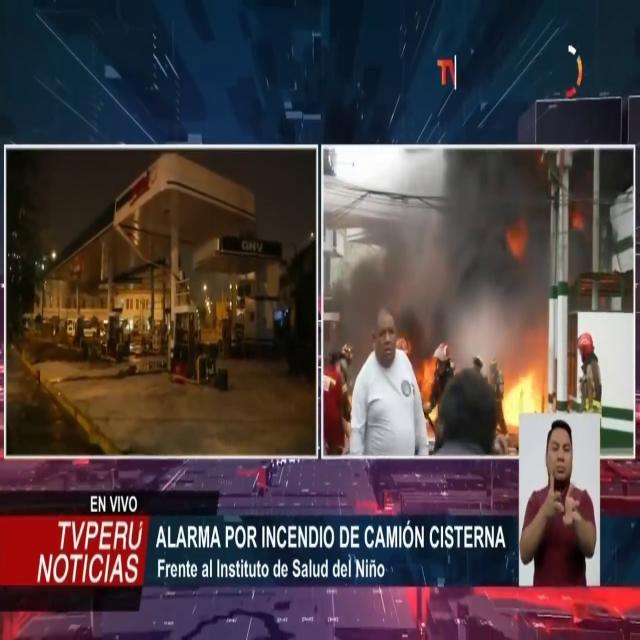 TV
GNV
EN VIVO
TVPERÚ
NOTICIAS
ALARMA POR INCENDIO DE CAMIÓN CISTERNA
Frente al Instituto de Salud del Niño